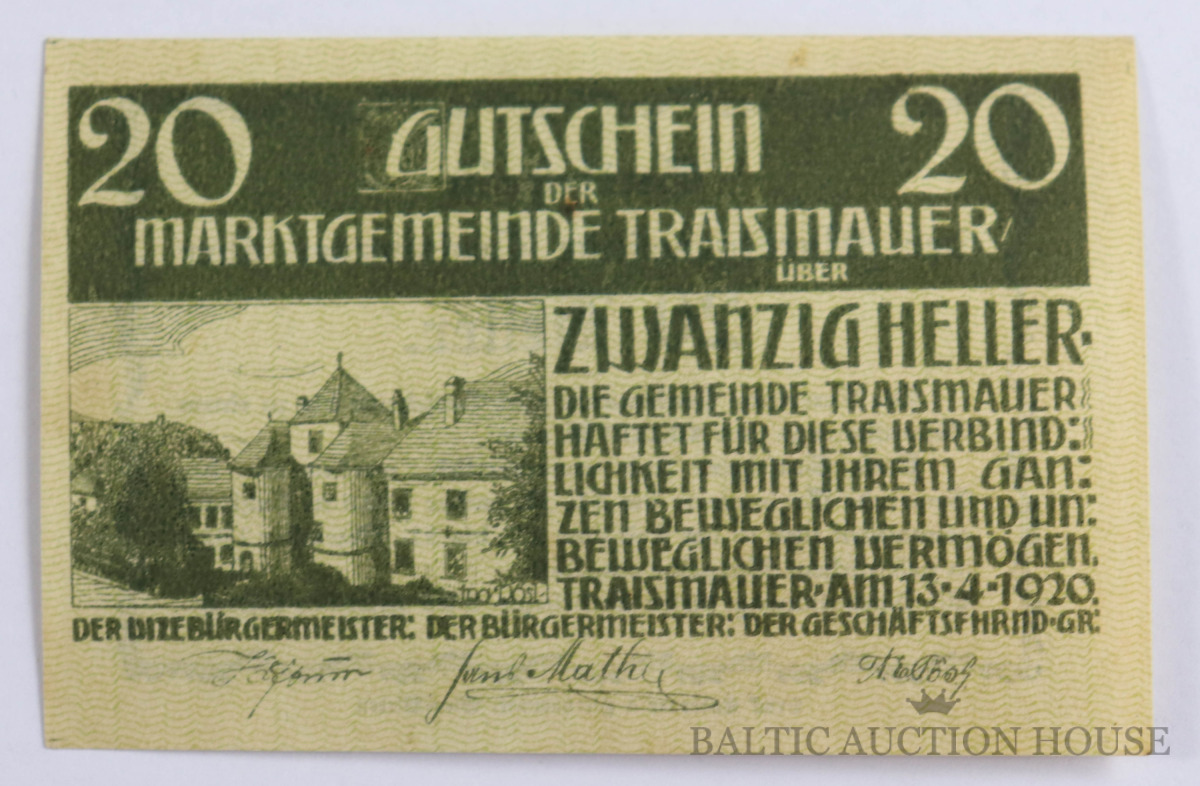 20 GUTSCHEIN 20
DER
MARKTGEMEINDE TRAISMAUER/
ÜBER
ZWANZIG HELLER·
DIE GEMEINDE TRAISMAUER
HAFTET FÜR DIESE VERBIND:
LICHKEIT MIT IHREM GAN:
ZEN BEWEGLICHEN UND UN:
BEWEGLICHEN VERMÖGEN.
TRAISMAUER·AM 13·4·1920.
DER VIZEBÜRGERMEISTER: DER BÜRGERMEISTER: DER GESCHÄFTSFHRND·GR:
BALTIC AUCTION HOUSE